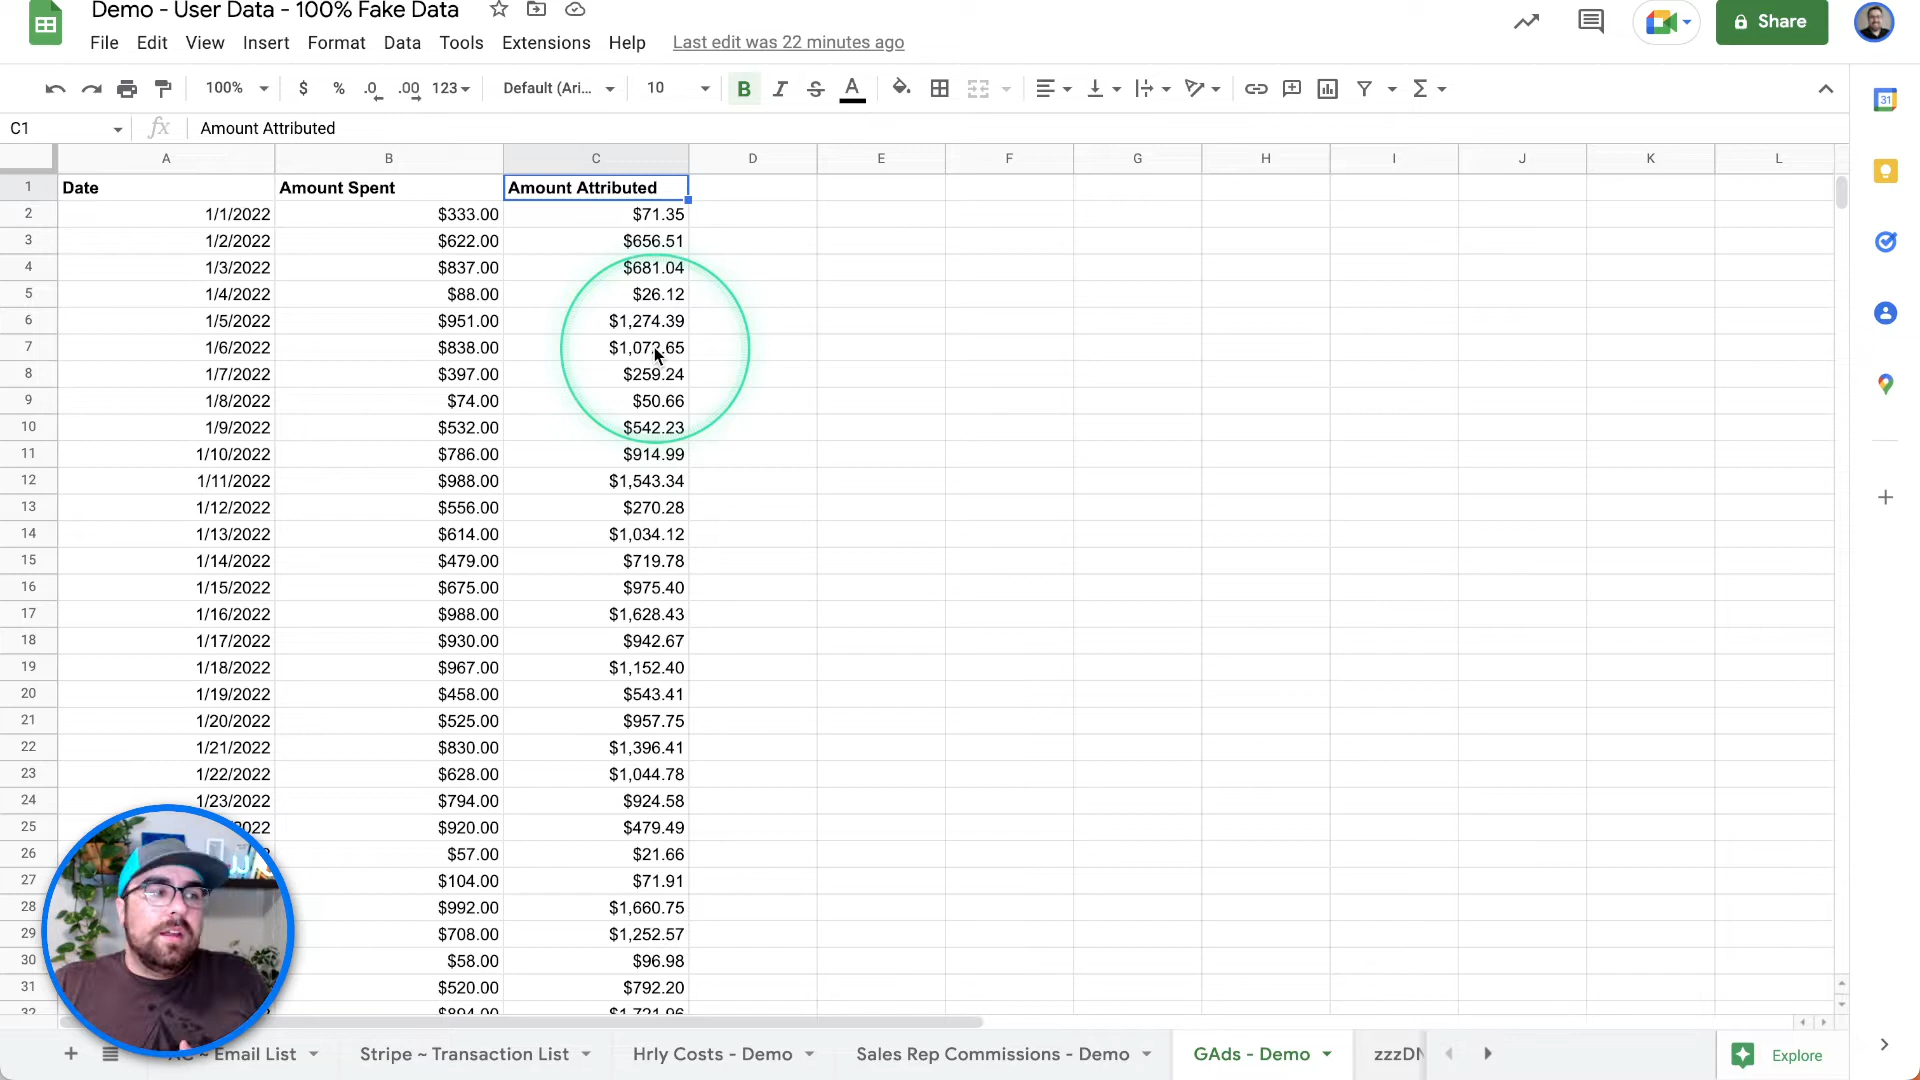 Demo - User Data - 100% Fake Data
File Edit View Insert Format Data Tools Extensions Help Last edit was 22 minutes ago
Share
100% $ % .0 .00 123 Default (Ari... 10 B I S A
C1 fx Amount Attributed
A B C D E F G H I J K L
1 Date Amount Spent Amount Attributed
2 1/1/2022 $333.00 $71.35
3 1/2/2022 $622.00 $656.51
4 1/3/2022 $837.00 $681.04
5 1/4/2022 $88.00 $26.12
6 1/5/2022 $951.00 $1,274.39
7 1/6/2022 $838.00
8 1/7/2022 $397.00 $259.24
9 1/8/2022 $74.00 $50.66
10 1/9/2022 $532.00 $542.23
11 1/10/2022 $786.00 $914.99
12 1/11/2022 $988.00 $1,543.34
13 1/12/2022 $556.00 $270.28
14 1/13/2022 $614.00 $1,034.12
15 1/14/2022 $479.00 $719.78
16 1/15/2022 $675.00 $975.40
17 1/16/2022 $988.00 $1,628.43
18 1/17/2022 $930.00 $942.67
19 1/18/2022 $967.00 $1,152.40
20 1/19/2022 $458.00 $543.41
21 1/20/2022 $525.00 $957.75
22 1/21/2022 $830.00 $1,396.41
23 1/22/2022 $628.00 $1,044.78
24 1/23/2022 $794.00 $924.58
25 $920.00 $479.49
26 $57.00 $21.66
27 $104.00 $71.91
28 $992.00 $1,660.75
29 $708.00 $1,252.57
30 $58.00 $96.98
31 $520.00 $792.20
32 $894.00 $1,721.96
~ Email List Stripe ~ Transaction List Hrly Costs - Demo Sales Rep Commissions - Demo GAds - Demo zzzDN Explore